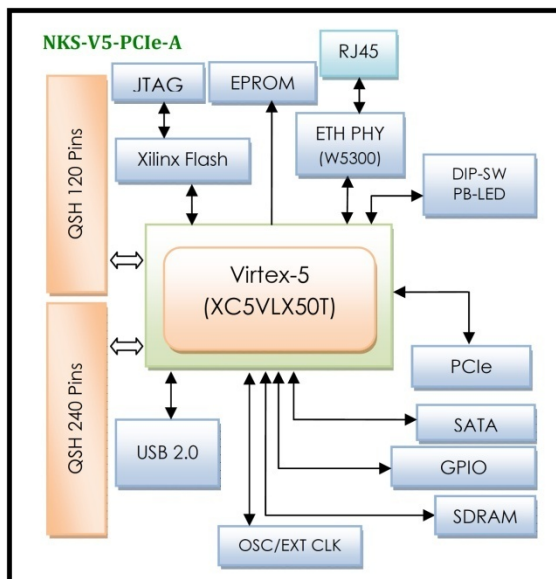 NKS-V5-PCIe-A
JTAG
EPROM
RJ45
Xilinx Flash
ETH PHY
(W5300)
DIP-SW
PB-LED
QSH 120 Pins
Virtex-5
(XC5VLX50T)
PCIe
QSH 240 Pins
USB 2.0
SATA
GPIO
SDRAM
OSC/EXT CLK